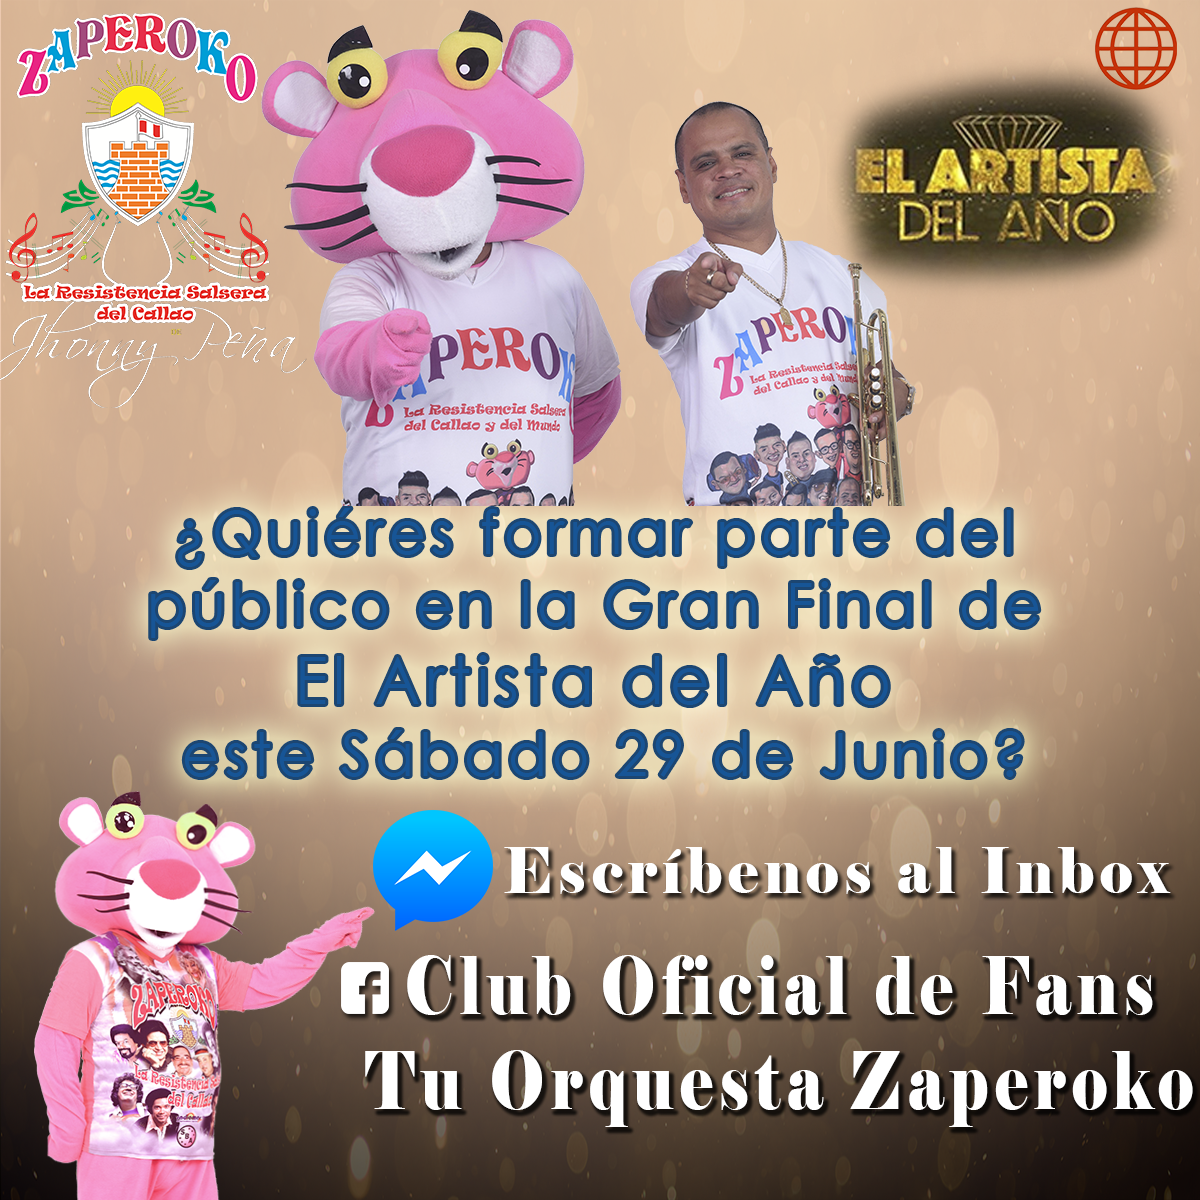 ZAPEROKO
La Resistencia Salsera
del Callao
Jhonny Peña
EL ARTISTA
DEL AÑO
ZAPEROKO
La Resistencia Salsera
del Callao y del Mundo
ZAPEROKO
La Resistencia Salsera
del Callao y del Mundo
¿Quiéres formar parte del
público en la Gran Final de
El Artista del Año
este Sábado 29 de Junio?
Escríbenos al Inbox
Club Oficial de Fans
Tu Orquesta Zaperoko
ZAPEROKO
La Resistencia Salsera
del Callao